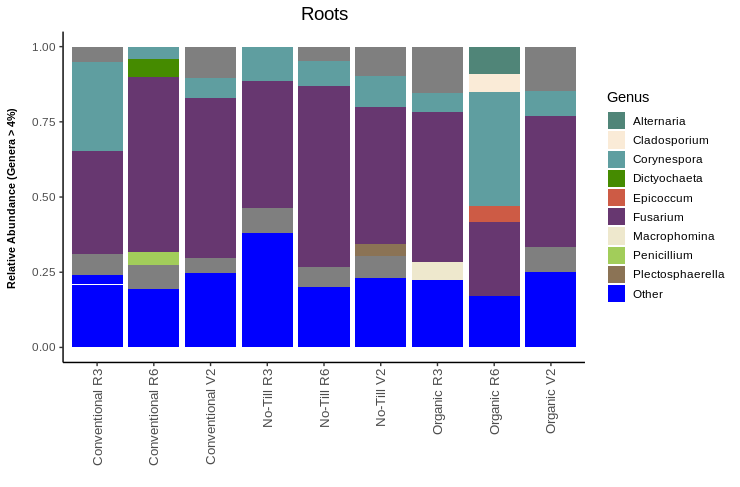 Roots
Relative Abundance (Genera > 4%)
1.00
0.75
0.50
0.25
0.00
Conventional R3
Conventional R6
Conventional V2
No-Till R3
No-Till R6
No-Till V2
Organic R3
Organic R6
Organic V2
Genus
Alternaria
Cladosporium
Corynespora
Dictyochaeta
Epicoccum
Fusarium
Macrophomina
Penicillium
Plectosphaerella
Other